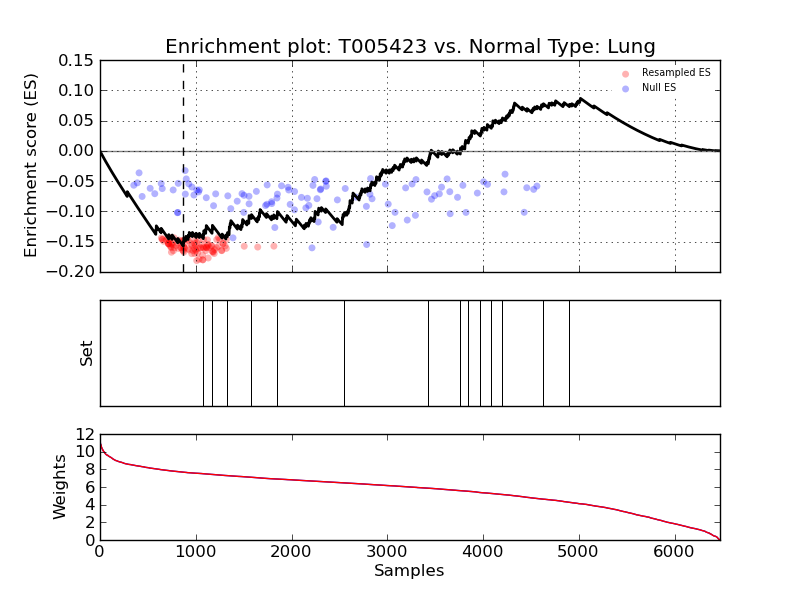 Enrichment plot: T005423 vs. Normal Type: Lung
Enrichment score (ES)
0.15
0.10
0.05
0.00
−0.05
−0.10
−0.15
−0.20
Resampled ES
Null ES
Set
Weights
12
10
8
6
4
2
0
0 1000 2000 3000 4000 5000 6000
Samples